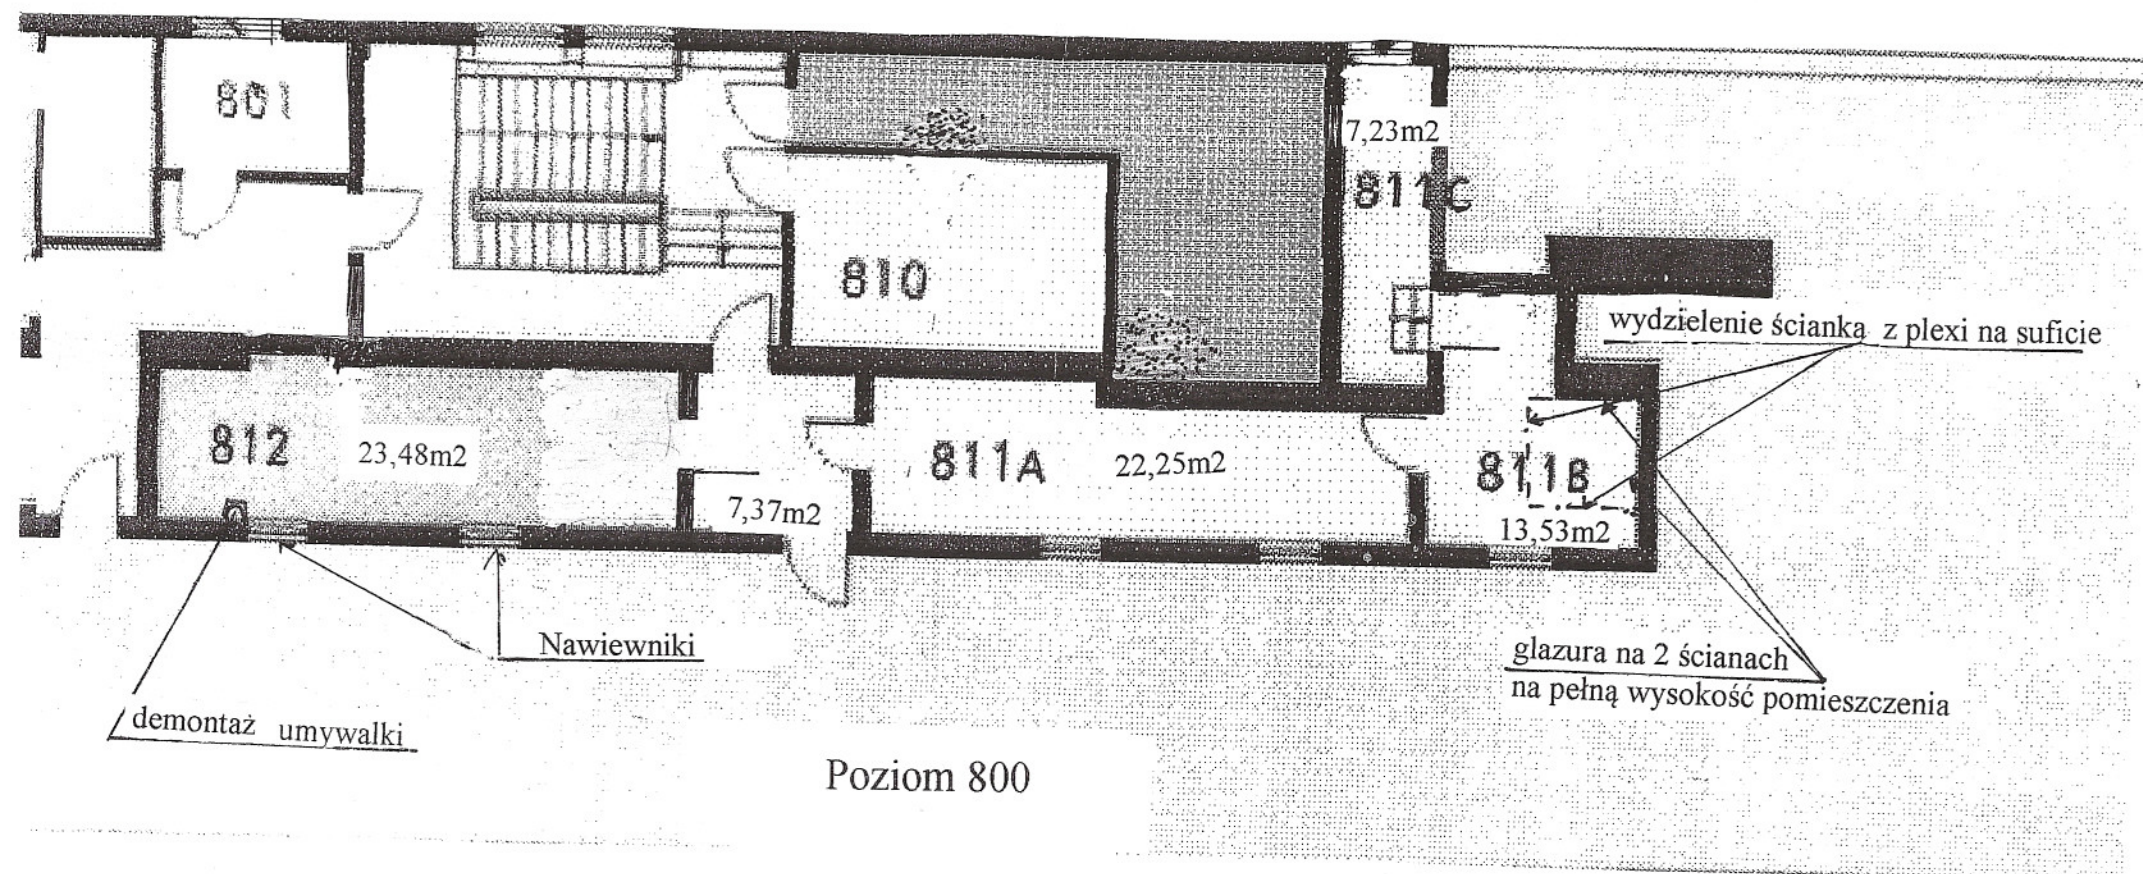 801
7,23m2
811C
810
wydzielenie ścianką z plexi na suficie
812
23,48m2
811A
22,25m2
811B
7,37m2
13,53m2
Nawiewniki
glazura na 2 ścianach
na pełną wysokość pomieszczenia
demontaż umywalki
Poziom 800